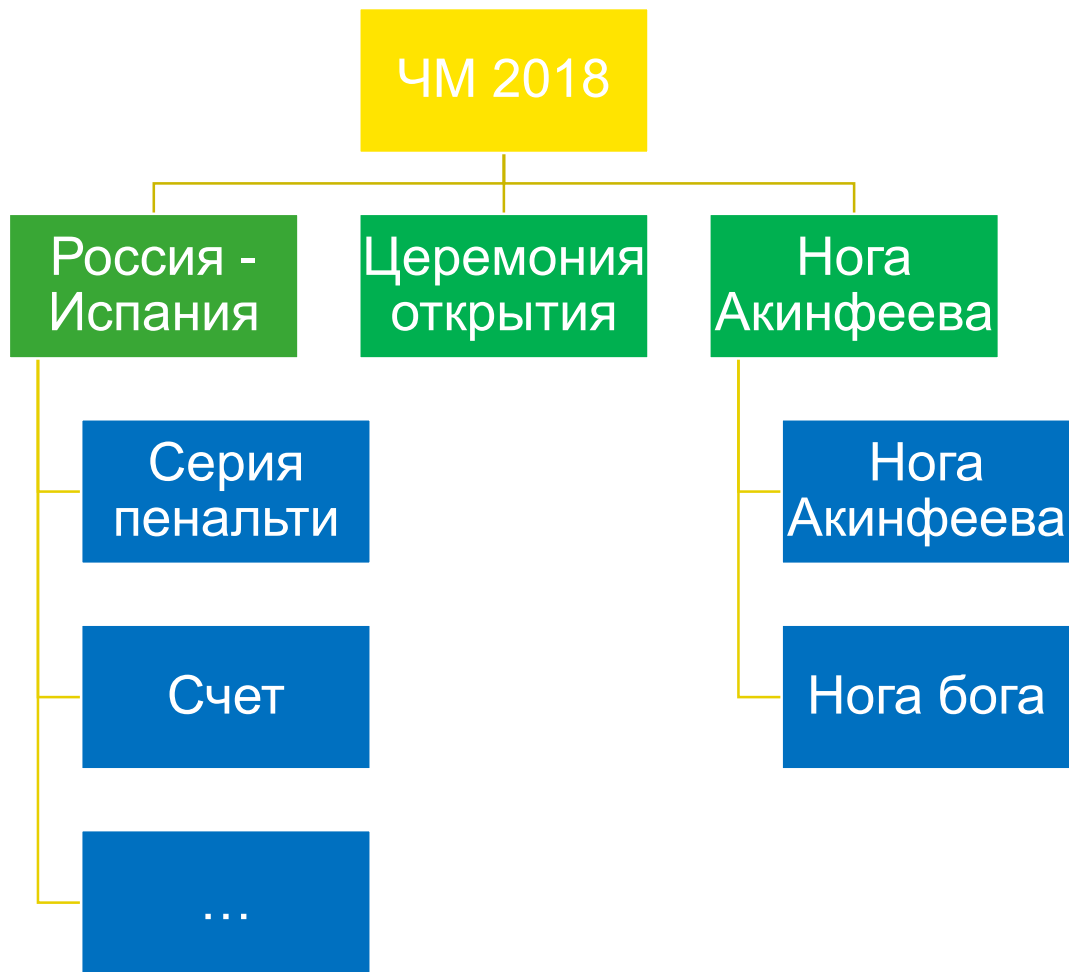 ЧМ 2018
Россия -
Испания
Церемония
открытия
Нога
Акинфеева
Серия
пенальти
Счет
...
Нога
Акинфеева
Нога бога